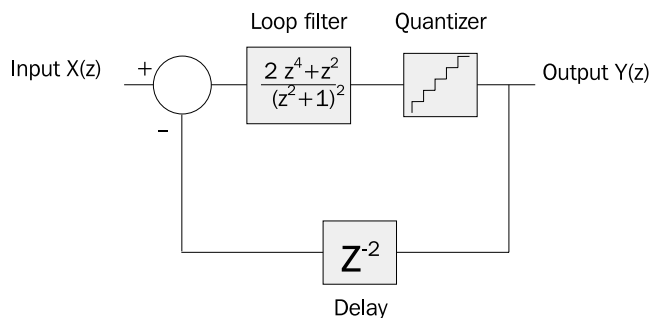 Loop filter
Quantizer
Input X(z)
+
2 z⁴+z²
(z²+1)²
Output Y(z)
–
Z⁻²
Delay